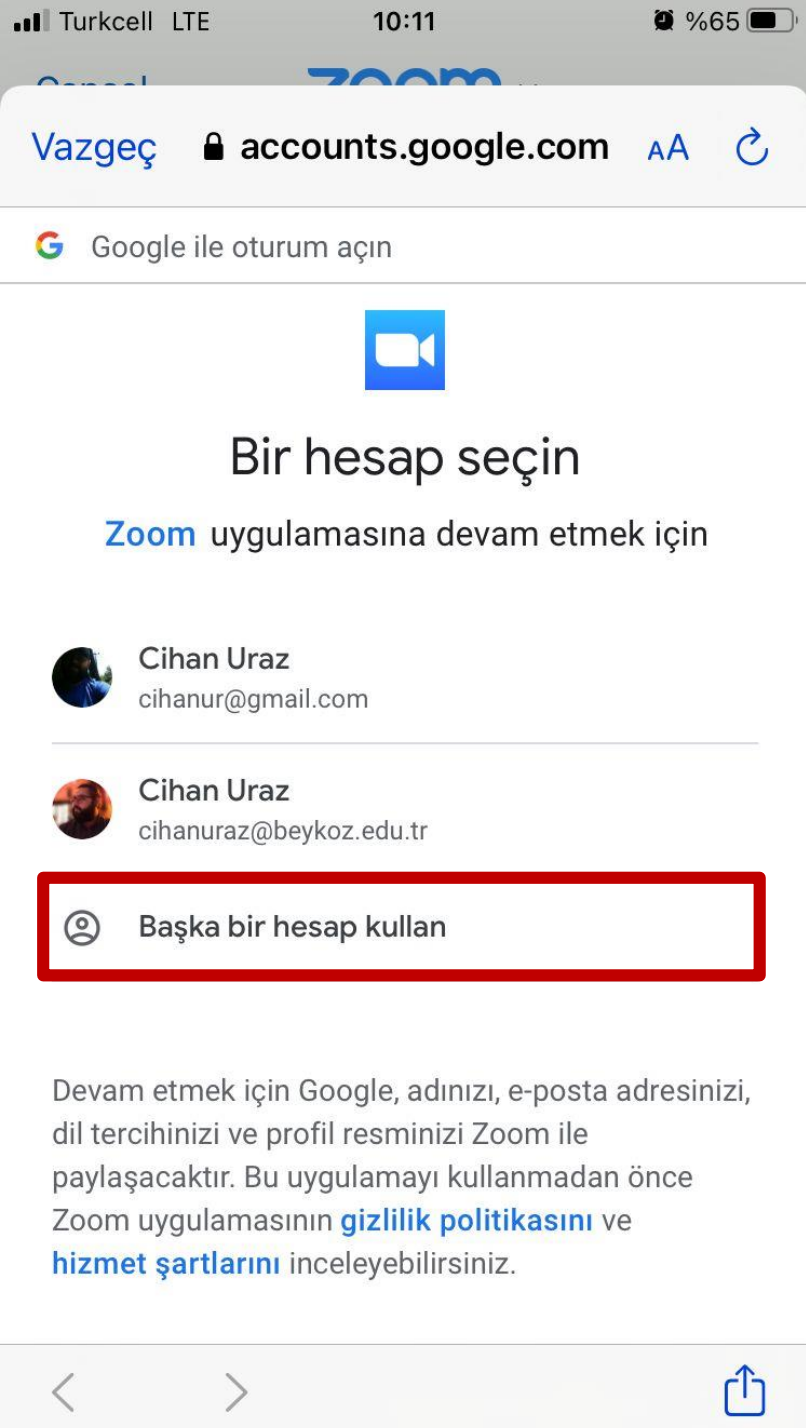 Turkcell LTE 10:11 %65
Cancel zoom
Vazgeç accounts.google.com AA
Google ile oturum açın
Bir hesap seçin
Zoom uygulamasına devam etmek için
Cihan Uraz
cihanur@gmail.com
Cihan Uraz
cihanuraz@beykoz.edu.tr
Başka bir hesap kullan
Devam etmek için Google, adınızı, e-posta adresinizi,
dil tercihinizi ve profil resminizi Zoom ile
paylaşacaktır. Bu uygulamayı kullanmadan önce
Zoom uygulamasının gizlilik politikasını ve
hizmet şartlarını inceleyebilirsiniz.